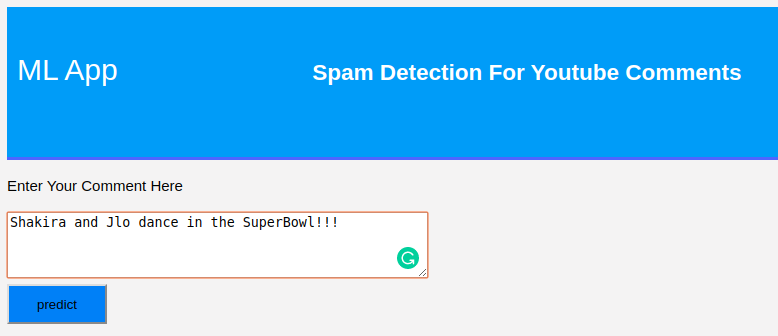 ML App
Spam Detection For Youtube Comments
Enter Your Comment Here
Shakira and Jlo dance in the SuperBowl!!!
predict